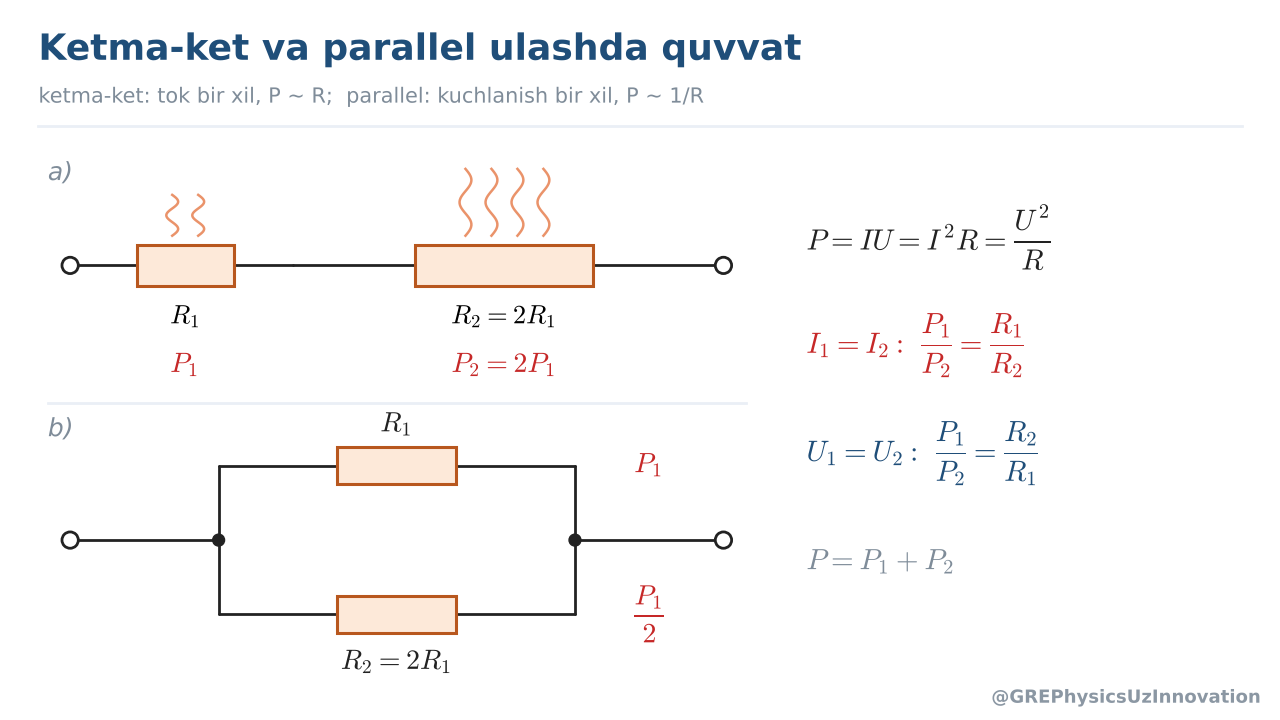 Ketma-ket va parallel ulashda quvvat
ketma-ket: tok bir xil, P ~ R;  parallel: kuchlanish bir xil, P ~ 1/R
a)
R₁
R₂ = 2R₁
P₁
P₂ = 2P₁
b)
R₁
P₁
P₁/2
R₂ = 2R₁
P = IU = I²R = U²/R
I₁ = I₂ : P₁/P₂ = R₁/R₂
U₁ = U₂ : P₁/P₂ = R₂/R₁
P = P₁ + P₂
@GREPhysicsUzInnovation